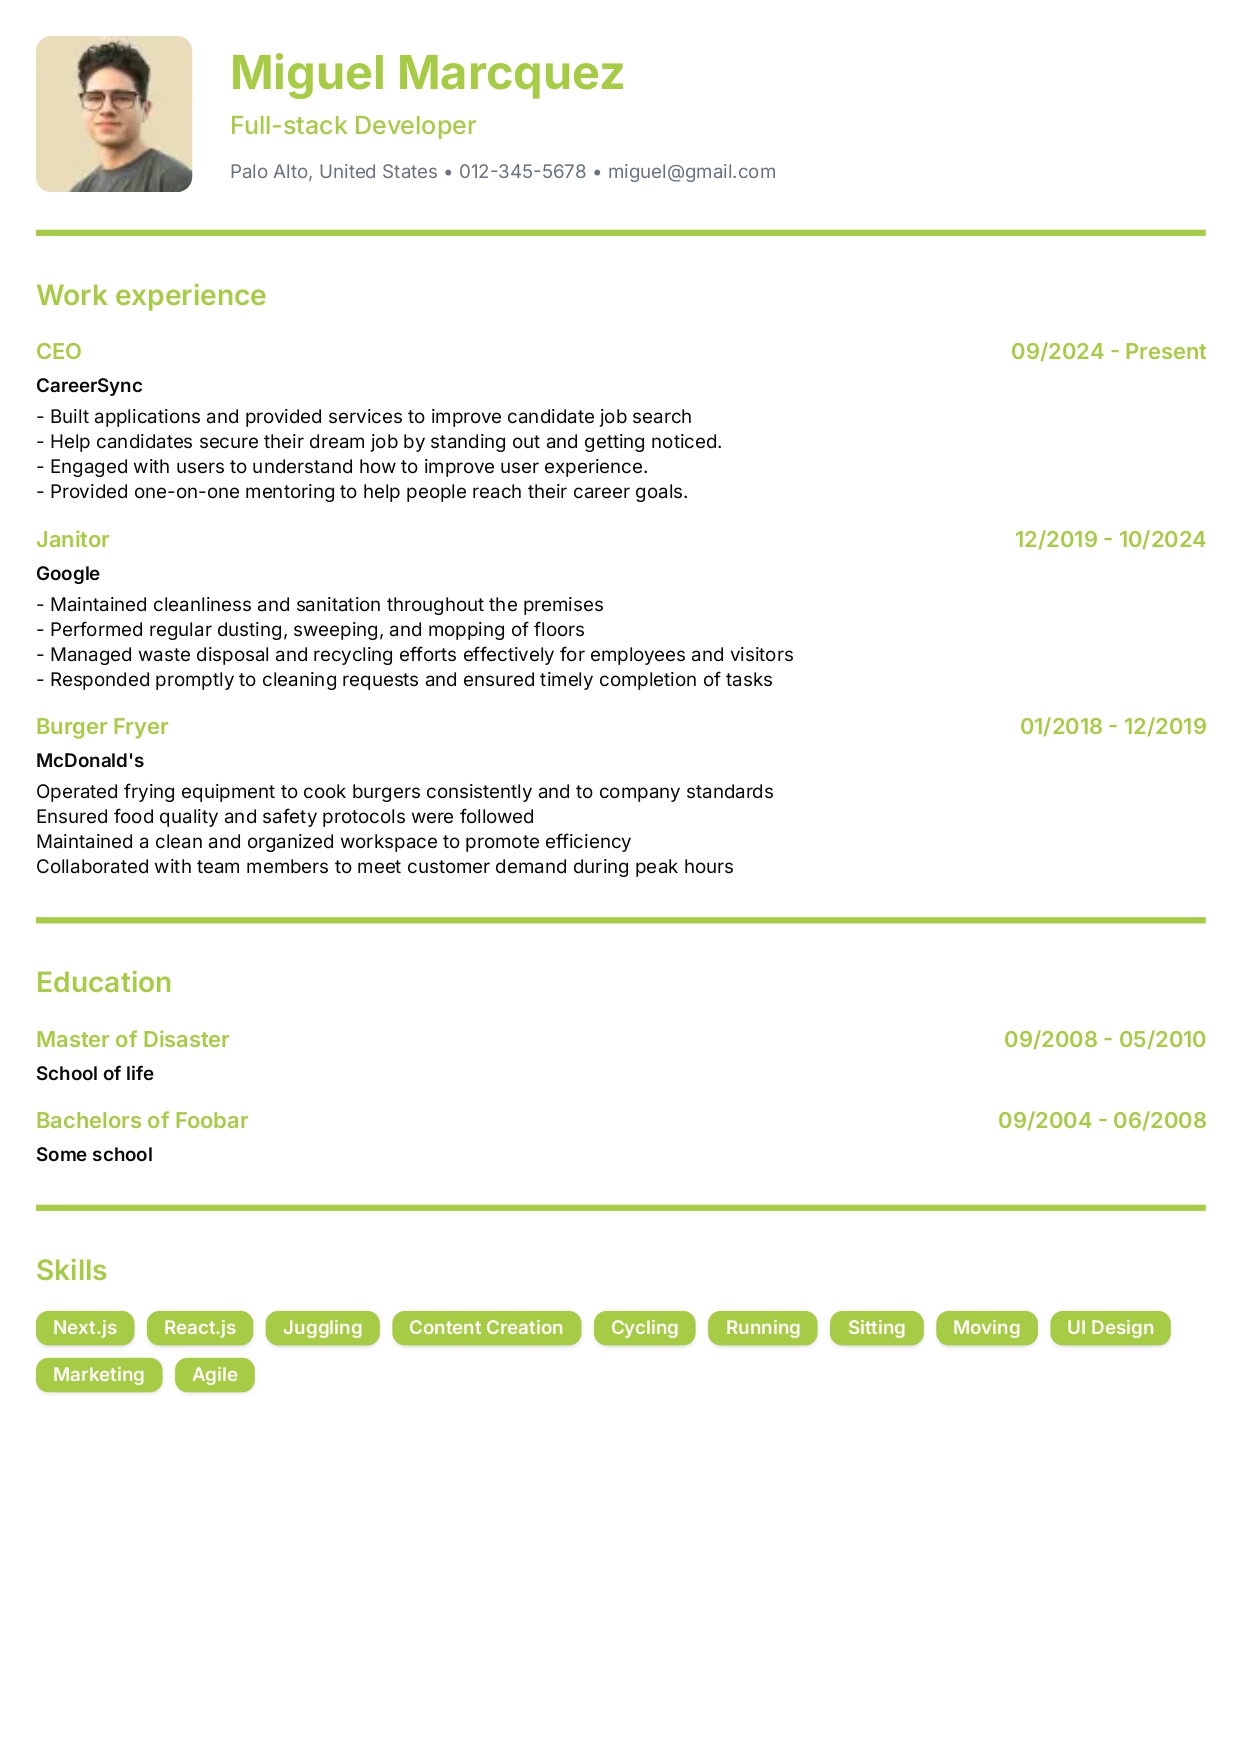 Miguel Marcquez
Full-stack Developer
Palo Alto, United States • 012-345-5678 • miguel@gmail.com
Work experience
CEO 09/2024 - Present
CareerSync
- Built applications and provided services to improve candidate job search
- Help candidates secure their dream job by standing out and getting noticed.
- Engaged with users to understand how to improve user experience.
- Provided one-on-one mentoring to help people reach their career goals.
Janitor 12/2019 - 10/2024
Google
- Maintained cleanliness and sanitation throughout the premises
- Performed regular dusting, sweeping, and mopping of floors
- Managed waste disposal and recycling efforts effectively for employees and visitors
- Responded promptly to cleaning requests and ensured timely completion of tasks
Burger Fryer 01/2018 - 12/2019
McDonald's
Operated frying equipment to cook burgers consistently and to company standards
Ensured food quality and safety protocols were followed
Maintained a clean and organized workspace to promote efficiency
Collaborated with team members to meet customer demand during peak hours
Education
Master of Disaster 09/2008 - 05/2010
School of life
Bachelors of Foobar 09/2004 - 06/2008
Some school
Skills
Next.js React.js Juggling Content Creation Cycling Running Sitting Moving UI Design
Marketing Agile